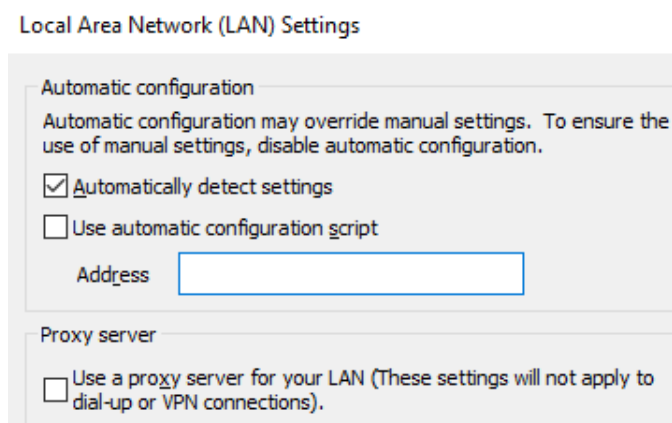 Local Area Network (LAN) Settings
Automatic configuration
Automatic configuration may override manual settings.  To ensure the
use of manual settings, disable automatic configuration.
Automatically detect settings
Use automatic configuration script
Address
Proxy server
Use a proxy server for your LAN (These settings will not apply to
dial-up or VPN connections).